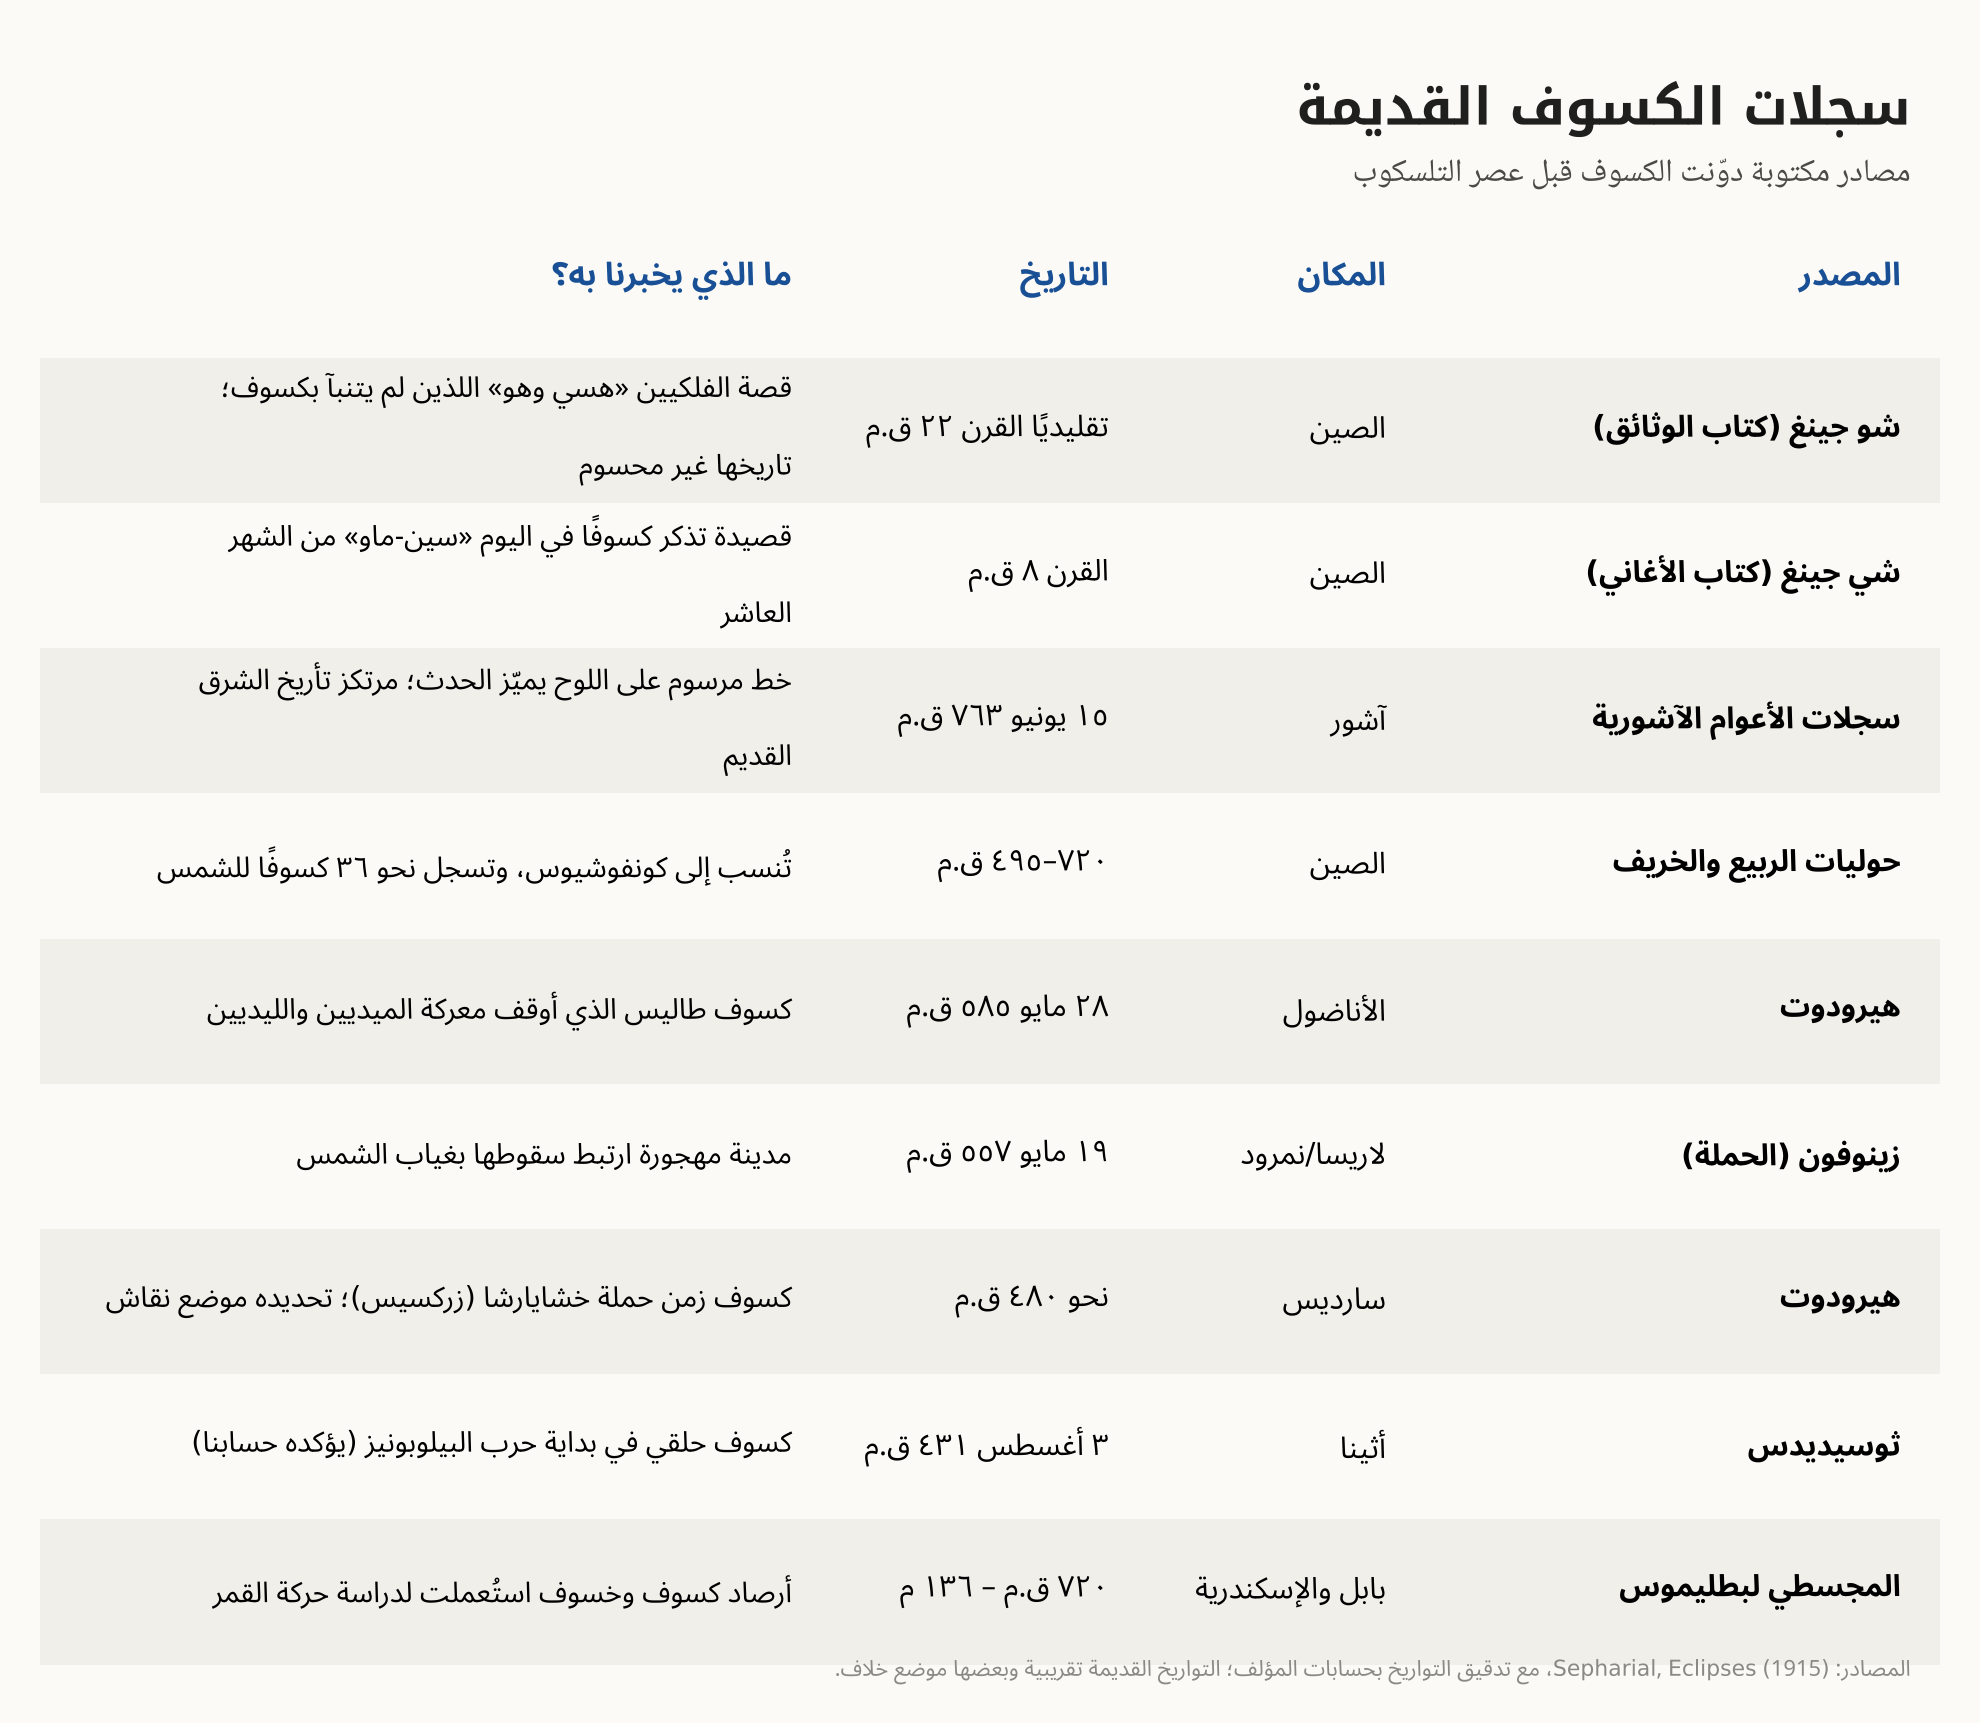 سجلات الكسوف القديمة
مصادر مكتوبة دوّنت الكسوف قبل عصر التلسكوب
المصدر المكان التاريخ ما الذي يخبرنا به؟
شو جينغ (كتاب الوثائق) الصين تقليديًا القرن ٢٢ ق.م قصة الفلكيين «هسي وهو» اللذين لم يتنبآ بكسوف؛
تاريخها غير محسوم
شي جينغ (كتاب الأغاني) الصين القرن ٨ ق.م قصيدة تذكر كسوفًا في اليوم «سين-ماو» من الشهر
العاشر
سجلات الأعوام الآشورية آشور ١٥ يونيو ٧٦٣ ق.م خط مرسوم على اللوح يميّز الحدث؛ مرتكز تأريخ الشرق
القديم
حوليات الربيع والخريف الصين ٧٢٠–٤٩٥ ق.م تُنسب إلى كونفوشيوس، وتسجل نحو ٣٦ كسوفًا للشمس
هيرودوت الأناضول ٢٨ مايو ٥٨٥ ق.م كسوف طاليس الذي أوقف معركة الميديين والليديين
زينوفون (الحملة) لاريسا/نمرود ١٩ مايو ٥٥٧ ق.م مدينة مهجورة ارتبط سقوطها بغياب الشمس
هيرودوت سارديس نحو ٤٨٠ ق.م كسوف زمن حملة خشايارشا (زركسيس)؛ تحديده موضع نقاش
ثوسيديدس أثينا ٣ أغسطس ٤٣١ ق.م كسوف حلقي في بداية حرب البيلوبونيز (يؤكده حسابنا)
المجسطي لبطليموس بابل والإسكندرية ٧٢٠ ق.م – ١٣٦ م أرصاد كسوف وخسوف استُعملت لدراسة حركة القمر
المصادر: Sepharial, Eclipses (1915)، مع تدقيق التواريخ بحسابات المؤلف؛ التواريخ القديمة تقريبية وبعضها موضع خلاف.